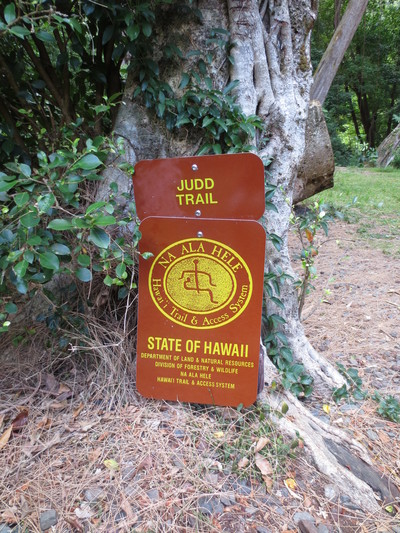 JUDD
TRAIL
NA ALA HELE
Hawai'i Trail & Access System
STATE OF HAWAII
DEPARTMENT OF LAND & NATURAL RESOURCES
DIVISION OF FORESTRY & WILDLIFE
NA ALA HELE
HAWAII TRAIL & ACCESS SYSTEM